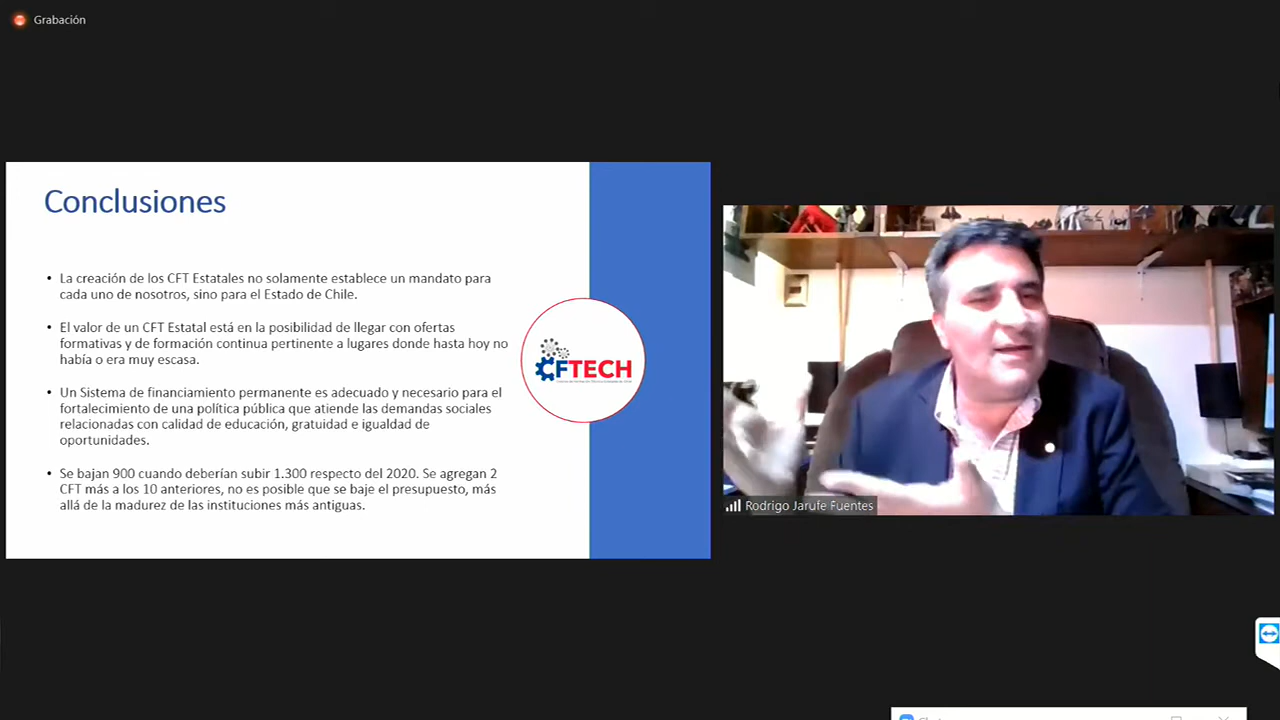 Grabación
Conclusiones
• La creación de los CFT Estatales no solamente establece un mandato para
cada uno de nosotros, sino para el Estado de Chile.
• El valor de un CFT Estatal está en la posibilidad de llegar con ofertas
formativas y de formación continua pertinente a lugares donde hasta hoy no
había o era muy escasa.
• Un Sistema de financiamiento permanente es adecuado y necesario para el
fortalecimiento de una política pública que atiende las demandas sociales
relacionadas con calidad de educación, gratuidad e igualdad de
oportunidades.
• Se bajan 900 cuando deberían subir 1.300 respecto del 2020. Se agregan 2
CFT más a los 10 anteriores, no es posible que se baje el presupuesto, más
allá de la madurez de las instituciones más antiguas.
CFTECH
Rodrigo Jarufe Fuentes